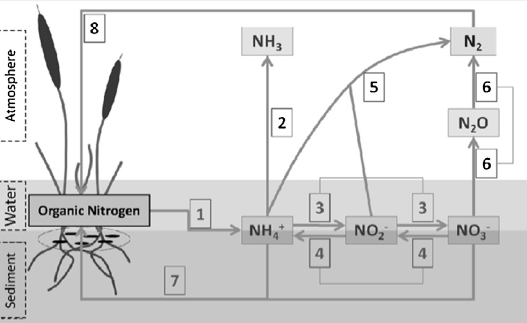 8
NH₃
N₂
Atmosphere
5
6
2
N₂O
6
Water
Organic Nitrogen
1
3
3
NH₄⁺
NO₂⁻
NO₃⁻
4
4
Sediment
7